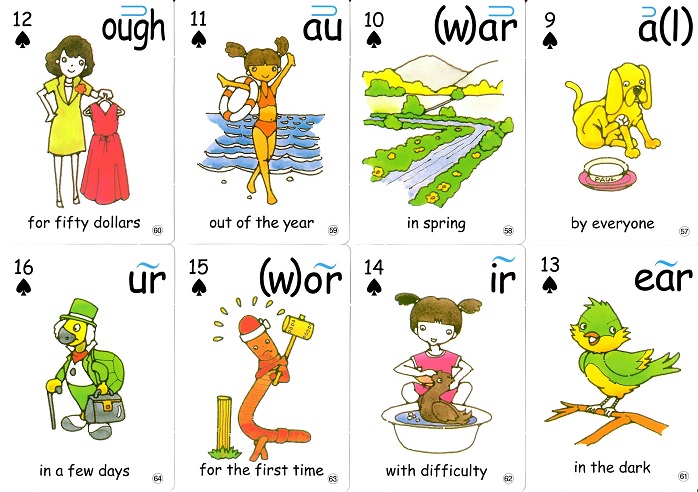 12 ough
for fifty dollars 60
11 au
out of the year 59
10 (w)ar
in spring 58
9 a(l)
PAUL
by everyone 57
16 ur
in a few days 64
15 (w)or
for the first time 63
14 ir
with difficulty 62
13 ear
in the dark 61